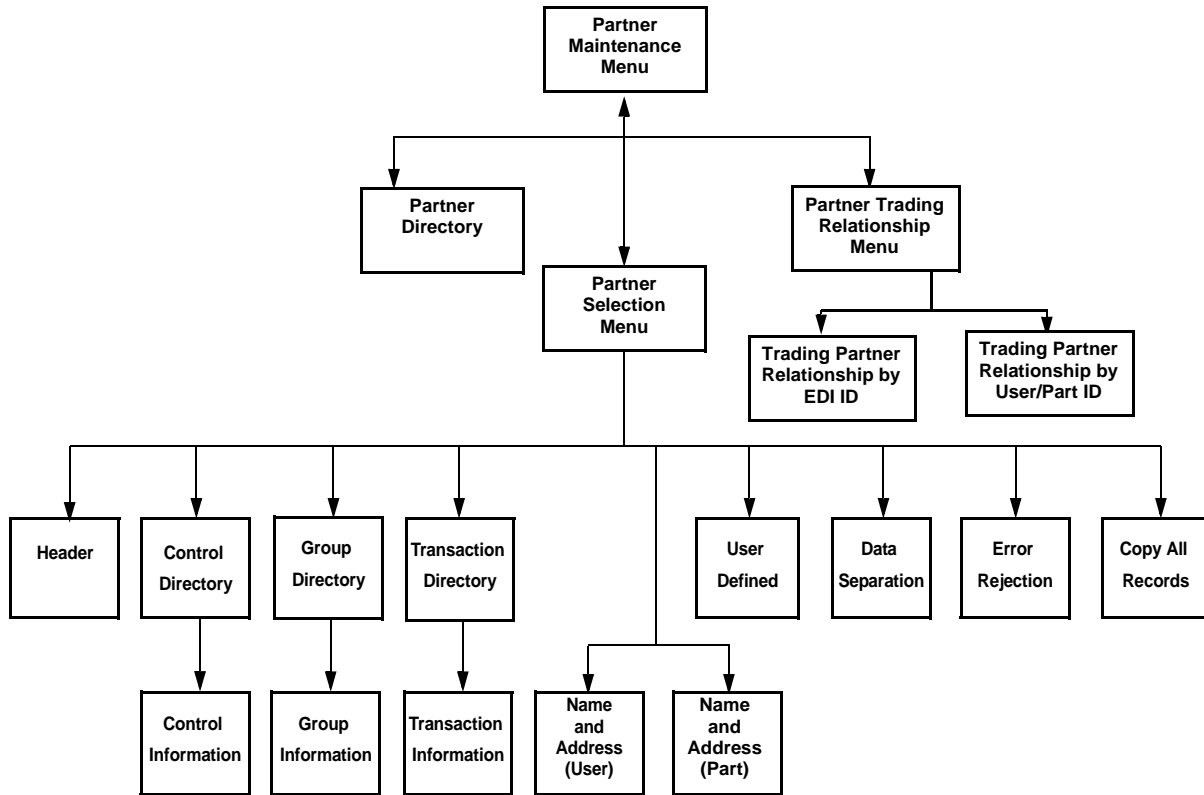 Partner
Maintenance
Menu
Partner
Directory
Partner Trading
Relationship
Menu
Partner
Selection
Menu
Trading Partner
Relationship by
EDI ID
Trading Partner
Relationship by
User/Part ID
Header
Control
Directory
Group
Directory
Transaction
Directory
User
Defined
Data
Separation
Error
Rejection
Copy All
Records
Control
Information
Group
Information
Transaction
Information
Name
and
Address
(User)
Name
and
Address
(Part)